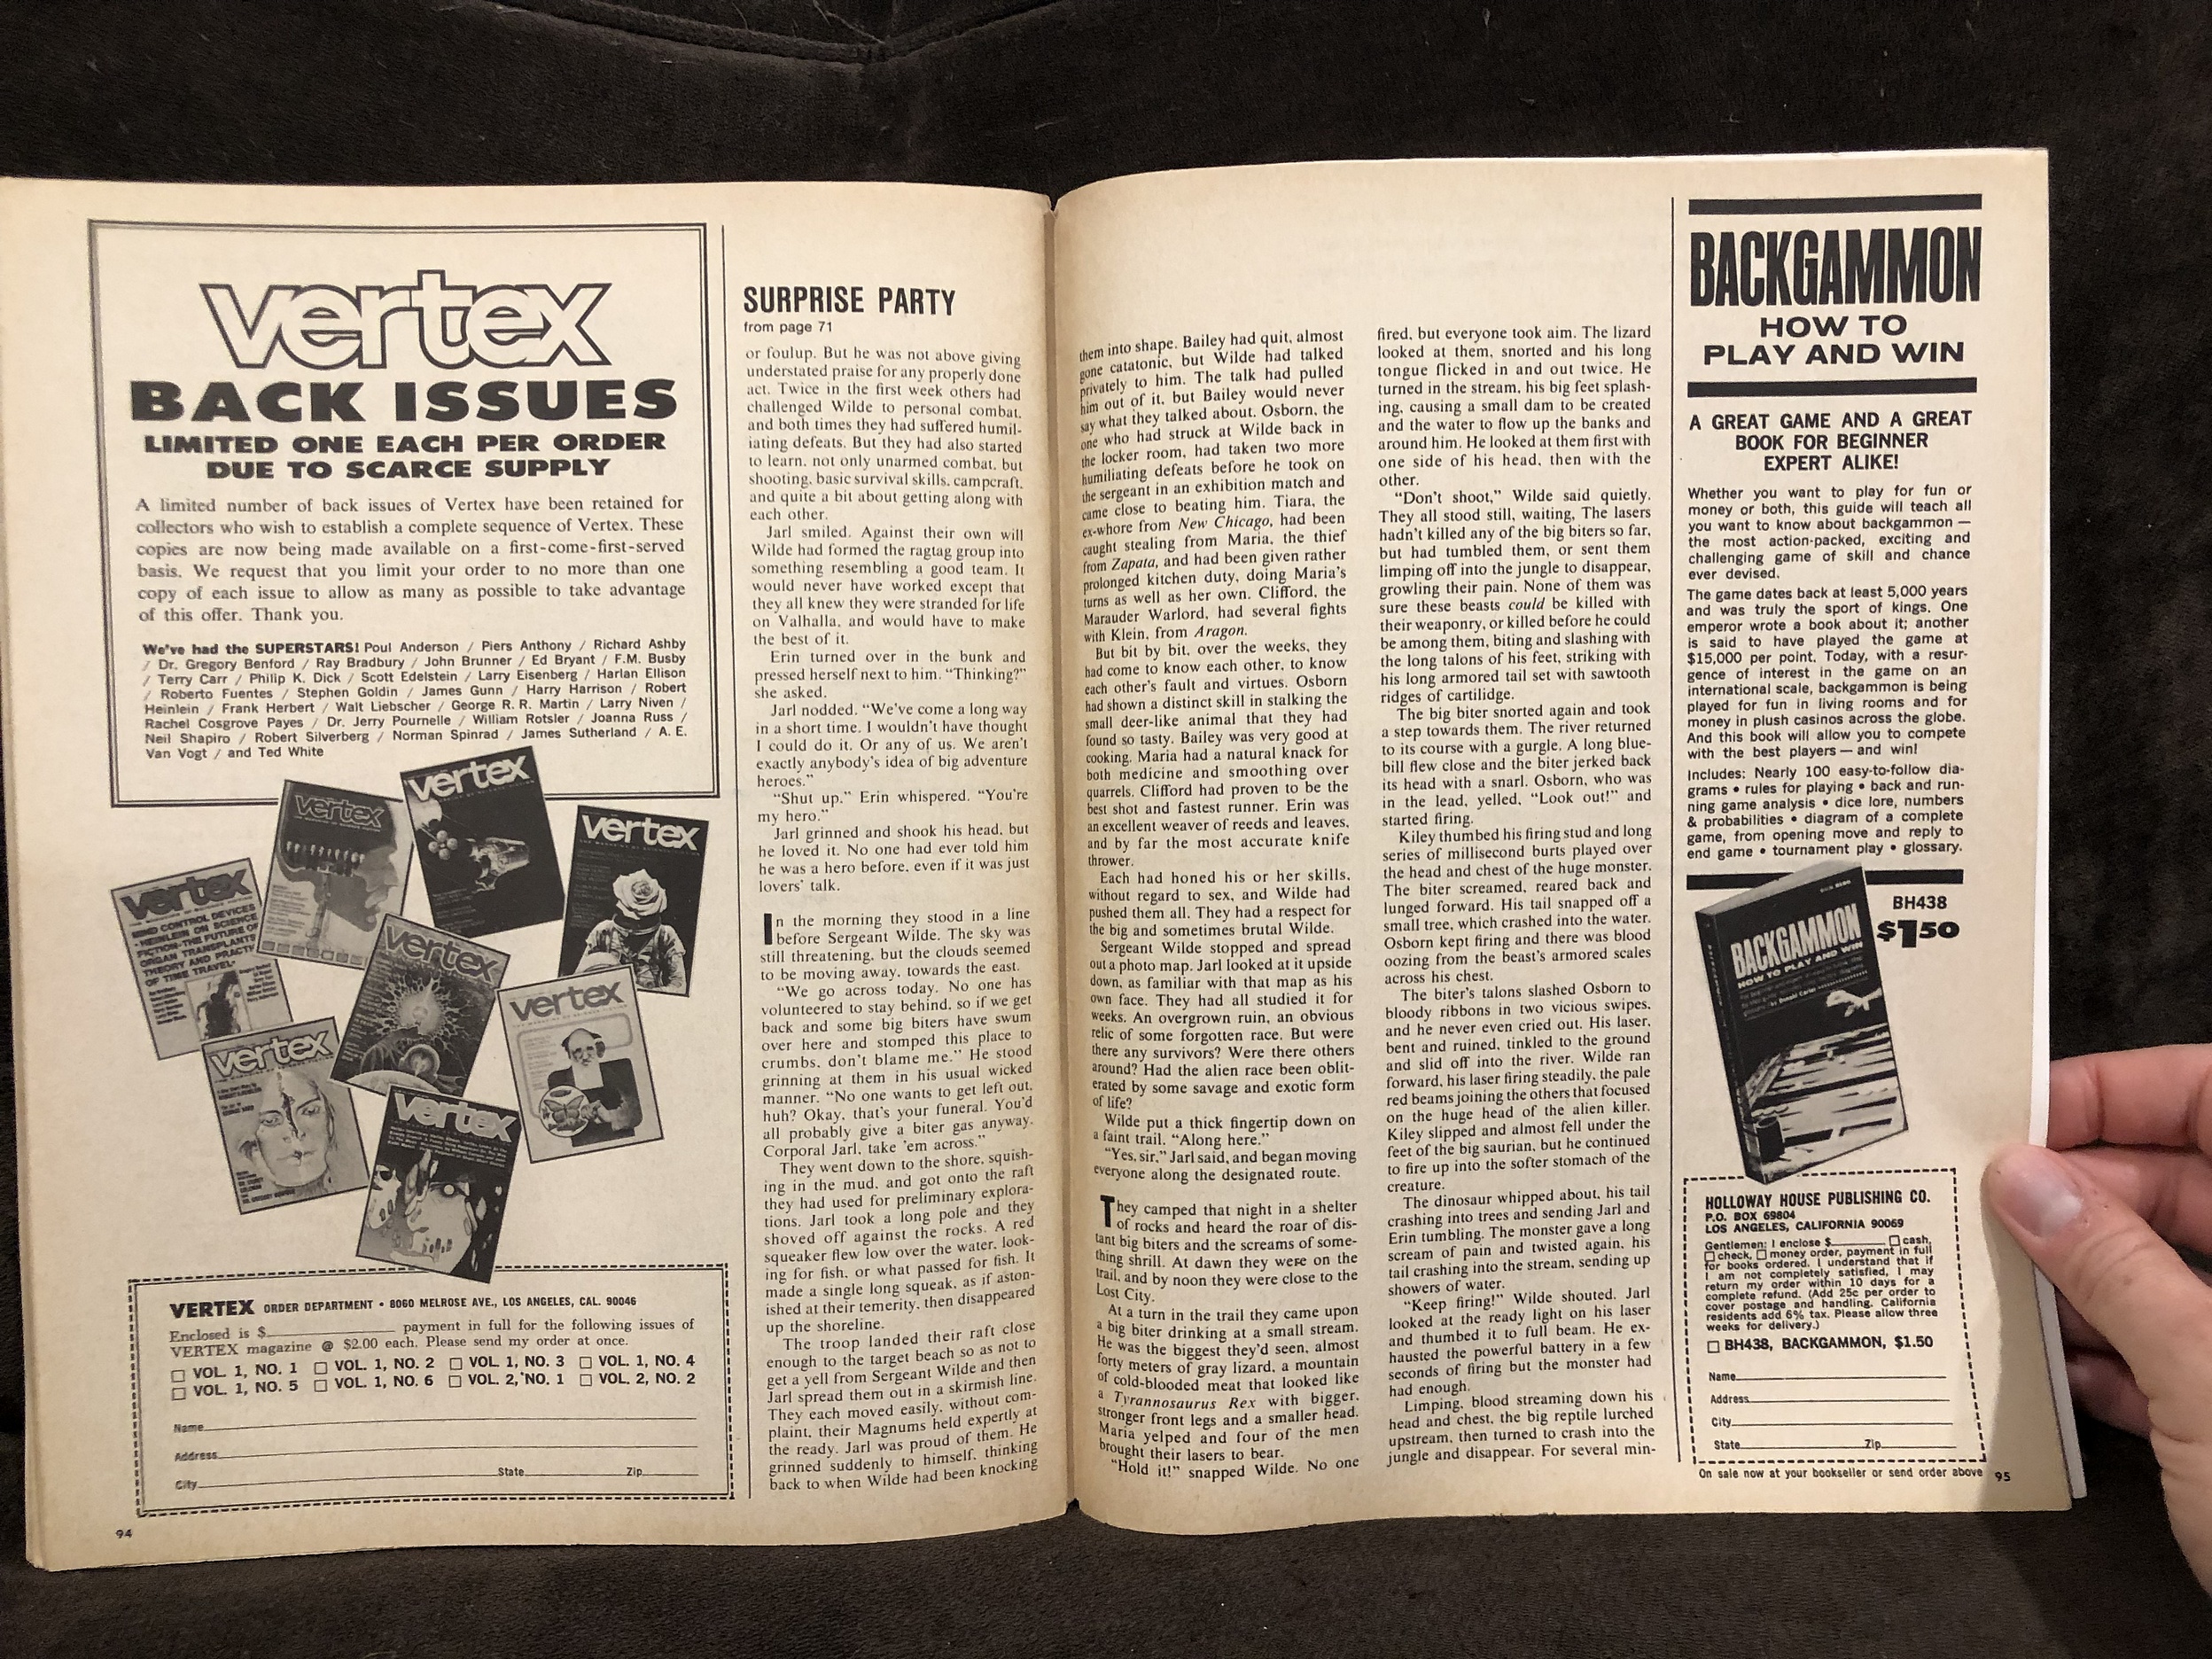 vertex
BACK ISSUES
LIMITED ONE EACH PER ORDER
DUE TO SCARCE SUPPLY
A limited number of back issues of Vertex have been retained for
collectors who wish to establish a complete sequence of Vertex. These
copies are now being made available on a first-come-first-served
basis. We request that you limit your order to no more than one
copy of each issue to allow as many as possible to take advantage
of this offer. Thank you.
We've had the SUPERSTARS! Poul Anderson / Piers Anthony / Richard Ashby
/ Dr. Gregory Benford / Ray Bradbury / John Brunner / Ed Bryant / F.M. Busby
/ Terry Carr / Philip K. Dick / Scott Edelstein / Larry Eisenberg / Harlan Ellison
/ Roberto Fuentes / Stephen Goldin / James Gunn / Harry Harrison / Robert
Heinlein / Frank Herbert / Walt Liebscher / George R. R. Martin / Larry Niven /
Rachel Cosgrove Payes / Dr. Jerry Pournelle / William Rotsler / Joanna Russ /
Neil Shapiro / Robert Silverberg / Norman Spinrad / James Sutherland / A. E.
Van Vogt / and Ted White
vertex
vertex
vertex
vertex
MIND CONTROL DEVICES
HEINLEIN ON SCIENCE
FICTION-THE FUTURE OF
ORGAN TRANSPLANTS
THEORY AND PRACTI
OF TIME TRAVEL
vertex
vertex
vertex
vertex
VERTEX ORDER DEPARTMENT • 8060 MELROSE AVE., LOS ANGELES, CAL. 90046
Enclosed is $ payment in full for the following issues of
VERTEX magazine @ $2.00 each. Please send my order at once.
VOL. 1, NO. 1 VOL. 1, NO. 2 VOL. 1, NO. 3 VOL. 1, NO. 4
VOL. 1, NO. 5 VOL. 1, NO. 6 VOL. 2, NO. 1 VOL. 2, NO. 2
Name
Address
City State Zip
94
SURPRISE PARTY
from page 71
or foulup. But he was not above giving
understated praise for any properly done
act. Twice in the first week others had
challenged Wilde to personal combat,
and both times they had suffered humil-
iating defeats. But they had also started
to learn, not only unarmed combat, but
shooting, basic survival skills, campcraft,
and quite a bit about getting along with
each other.
Jarl smiled. Against their own will
Wilde had formed the ragtag group into
something resembling a good team. It
would never have worked except that
they all knew they were stranded for life
on Valhalla, and would have to make
the best of it.
Erin turned over in the bunk and
pressed herself next to him. "Thinking?"
she asked.
Jarl nodded. "We've come a long way
in a short time. I wouldn't have thought
I could do it. Or any of us. We aren't
exactly anybody's idea of big adventure
heroes."
"Shut up." Erin whispered. "You're
my hero."
Jarl grinned and shook his head, but
he loved it. No one had ever told him
he was a hero before, even if it was just
lovers' talk.
In the morning they stood in a line
before Sergeant Wilde. The sky was
still threatening, but the clouds seemed
to be moving away, towards the east.
"We go across today. No one has
volunteered to stay behind, so if we get
back and some big biters have swum
over here and stomped this place to
crumbs, don't blame me." He stood
grinning at them in his usual wicked
manner. "No one wants to get left out,
huh? Okay, that's your funeral. You'd
all probably give a biter gas anyway.
Corporal Jarl, take 'em across."
They went down to the shore, squish-
ing in the mud, and got onto the raft
they had used for preliminary explora-
tions. Jarl took a long pole and they
shoved off against the rocks. A red
squeaker flew low over the water, look-
ing for fish, or what passed for fish. It
made a single long squeak, as if aston-
ished at their temerity, then disappeared
up the shoreline.
The troop landed their raft close
enough to the target beach so as not to
get a yell from Sergeant Wilde and then
Jarl spread them out in a skirmish line.
They each moved easily, without com-
plaint, their Magnums held expertly at
the ready. Jarl was proud of them. He
grinned suddenly to himself, thinking
back to when Wilde had been knocking
them into shape. Bailey had quit, almost
gone catatonic, but Wilde had talked
privately to him. The talk had pulled
him out of it, but Bailey would never
say what they talked about. Osborn, the
one who had struck at Wilde back in
the locker room, had taken two more
humiliating defeats before he took on
the sergeant in an exhibition match and
came close to beating him. Tiara, the
ex-whore from New Chicago, had been
caught stealing from Maria, the thief
from Zapata, and had been given rather
prolonged kitchen duty, doing Maria's
turns as well as her own. Clifford, the
Marauder Warlord, had several fights
with Klein, from Aragon.
But bit by bit, over the weeks, they
had come to know each other, to know
each other's fault and virtues. Osborn
had shown a distinct skill in stalking the
small deer-like animal that they had
found so tasty. Bailey was very good at
cooking. Maria had a natural knack for
both medicine and smoothing over
quarrels. Clifford had proven to be the
best shot and fastest runner. Erin was
an excellent weaver of reeds and leaves,
and by far the most accurate knife
thrower.
Each had honed his or her skills,
without regard to sex, and Wilde had
pushed them all. They had a respect for
the big and sometimes brutal Wilde.
Sergeant Wilde stopped and spread
out a photo map. Jarl looked at it upside
down, as familiar with that map as his
own face. They had all studied it for
weeks. An overgrown ruin, an obvious
relic of some forgotten race. But were
there any survivors? Were there others
around? Had the alien race been oblit-
erated by some savage and exotic form
of life?
Wilde put a thick fingertip down on
a faint trail. "Along here."
"Yes, sir," Jarl said, and began moving
everyone along the designated route.
They camped that night in a shelter
of rocks and heard the roar of dis-
tant big biters and the screams of some-
thing shrill. At dawn they were on the
trail, and by noon they were close to the
Lost City.
At a turn in the trail they came upon
a big biter drinking at a small stream.
He was the biggest they'd seen, almost
forty meters of gray lizard, a mountain
of cold-blooded meat that looked like
a Tyrannosaurus Rex with bigger,
stronger front legs and a smaller head.
Maria yelped and four of the men
brought their lasers to bear.
"Hold it!" snapped Wilde. No one
fired, but everyone took aim. The lizard
looked at them, snorted and his long
tongue flicked in and out twice. He
turned in the stream, his big feet splash-
ing, causing a small dam to be created
and the water to flow up the banks and
around him. He looked at them first with
one side of his head, then with the
other.
"Don't shoot," Wilde said quietly.
They all stood still, waiting, The lasers
hadn't killed any of the big biters so far,
but had tumbled them, or sent them
limping off into the jungle to disappear,
growling their pain. None of them was
sure these beasts could be killed with
their weaponry, or killed before he could
be among them, biting and slashing with
the long talons of his feet, striking with
his long armored tail set with sawtooth
ridges of cartilidge.
The big biter snorted again and took
a step towards them. The river returned
to its course with a gurgle. A long blue-
bill flew close and the biter jerked back
its head with a snarl. Osborn, who was
in the lead, yelled, "Look out!" and
started firing.
Kiley thumbed his firing stud and long
series of millisecond burts played over
the head and chest of the huge monster.
The biter screamed, reared back and
lunged forward. His tail snapped off a
small tree, which crashed into the water.
Osborn kept firing and there was blood
oozing from the beast's armored scales
across his chest.
The biter's talons slashed Osborn to
bloody ribbons in two vicious swipes,
and he never even cried out. His laser,
bent and ruined, tinkled to the ground
and slid off into the river. Wilde ran
forward, his laser firing steadily, the pale
red beams joining the others that focused
on the huge head of the alien killer.
Kiley slipped and almost fell under the
feet of the big saurian, but he continued
to fire up into the softer stomach of the
creature.
The dinosaur whipped about, his tail
crashing into trees and sending Jarl and
Erin tumbling. The monster gave a long
scream of pain and twisted again, his
tail crashing into the stream, sending up
showers of water.
"Keep firing!" Wilde shouted. Jarl
looked at the ready light on his laser
and thumbed it to full beam. He ex-
hausted the powerful battery in a few
seconds of firing but the monster had
had enough.
Limping, blood streaming down his
head and chest, the big reptile lurched
upstream, then turned to crash into the
jungle and disappear. For several min-
BACKGAMMON
HOW TO
PLAY AND WIN
A GREAT GAME AND A GREAT
BOOK FOR BEGINNER
EXPERT ALIKE!
Whether you want to play for fun or
money or both, this guide will teach all
you want to know about backgammon —
the most action-packed, exciting and
challenging game of skill and chance
ever devised.
The game dates back at least 5,000 years
and was truly the sport of kings. One
emperor wrote a book about it; another
is said to have played the game at
$15,000 per point. Today, with a resur-
gence of interest in the game on an
international scale, backgammon is being
played for fun in living rooms and for
money in plush casinos across the globe.
And this book will allow you to compete
with the best players — and win!
Includes: Nearly 100 easy-to-follow dia-
grams • rules for playing • back and run-
ning game analysis • dice lore, numbers
& probabilities • diagram of a complete
game, from opening move and reply to
end game • tournament play • glossary.
BH438
$1.50
BACKGAMMON
HOW TO PLAY AND WIN
HOLLOWAY HOUSE PUBLISHING CO.
P.O. BOX 69804
LOS ANGELES, CALIFORNIA 90069
Gentlemen: I enclose $ cash,
check, money order, payment in full
for books ordered. I understand that if
I am not completely satisfied, I may
return my order within 10 days for a
complete refund. (Add 25c per order to
cover postage and handling. California
residents add 6% tax. Please allow three
weeks for delivery.)
BH438, BACKGAMMON, $1.50
Name
Address
City
State Zip
On sale now at your bookseller or send order above
95